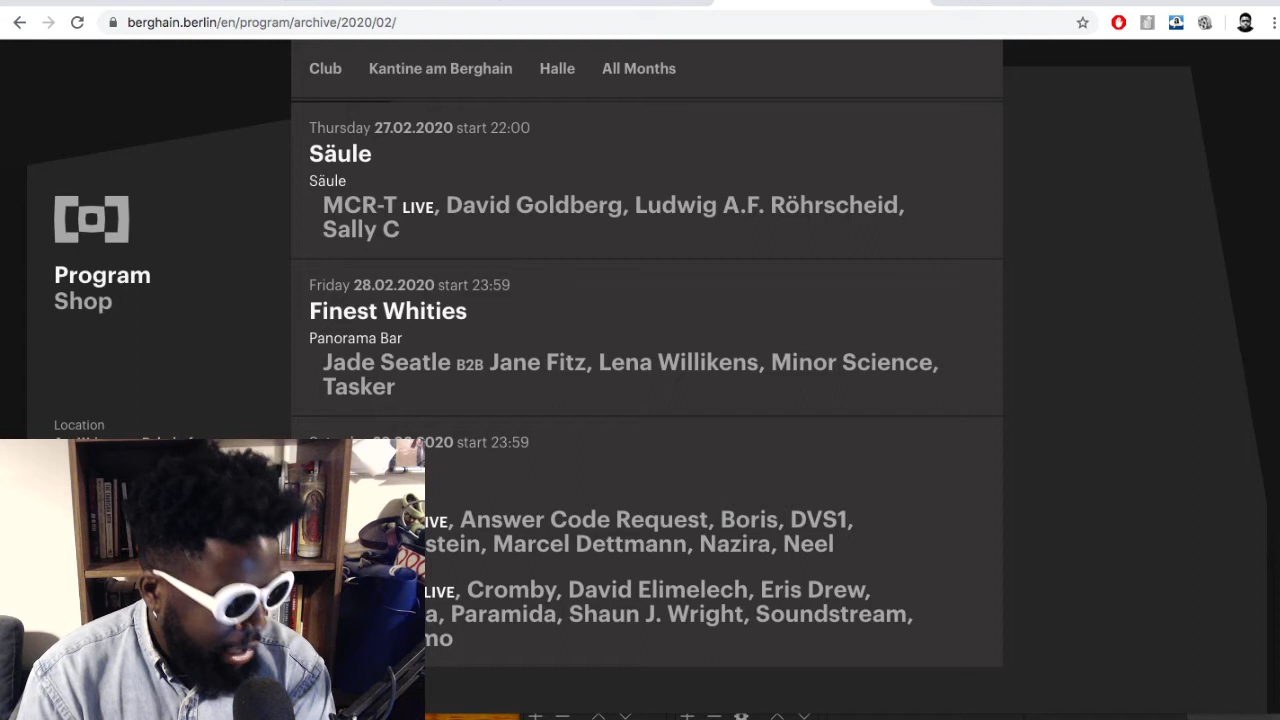 berghain.berlin/en/program/archive/2020/02/
Club Kantine am Berghain Halle All Months
Thursday 27.02.2020 start 22:00
Säule
Säule
MCR-T LIVE, David Goldberg, Ludwig A.F. Röhrscheid,
Sally C
Program
Shop
Friday 28.02.2020 start 23:59
Finest Whities
Panorama Bar
Jade Seatle B2B Jane Fitz, Lena Willikens, Minor Science,
Tasker
Location
2020 start 23:59
LIVE, Answer Code Request, Boris, DVS1,
stein, Marcel Dettmann, Nazira, Neel
LIVE, Cromby, David Elimelech, Eris Drew,
a, Paramida, Shaun J. Wright, Soundstream,
mo